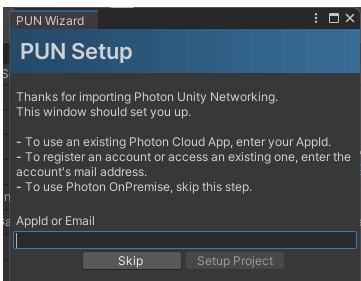 PUN Wizard
PUN Setup
Thanks for importing Photon Unity Networking.
This window should set you up.
- To use an existing Photon Cloud App, enter your AppId.
- To register an account or access an existing one, enter the
account's mail address.
- To use Photon OnPremise, skip this step.
AppId or Email
Skip
Setup Project